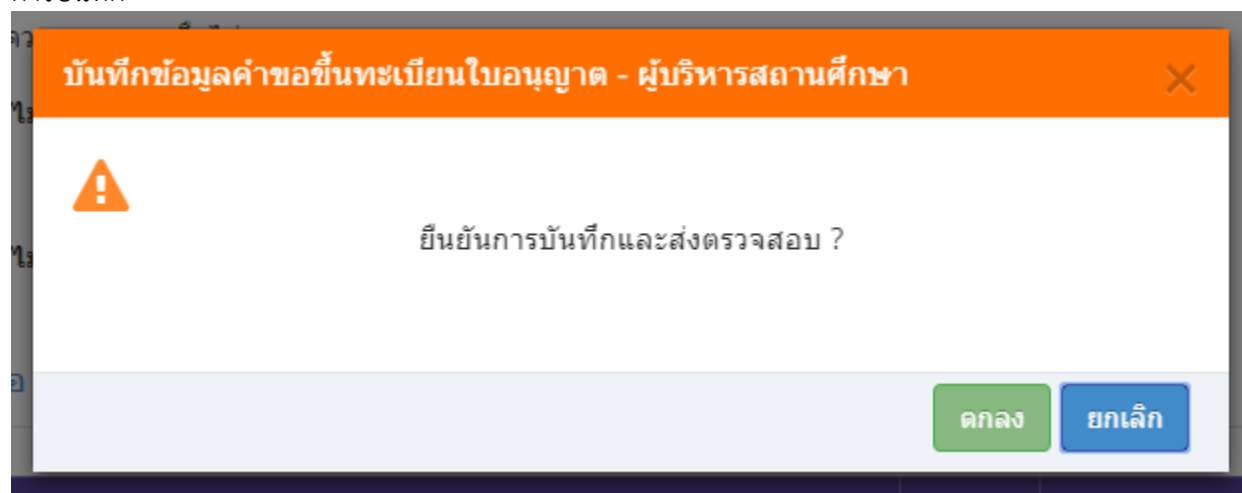 บันทึกข้อมูลคำขอขึ้นทะเบียนใบอนุญาต - ผู้บริหารสถานศึกษา
ยืนยันการบันทึกและส่งตรวจสอบ ?
ตกลง ยกเลิก